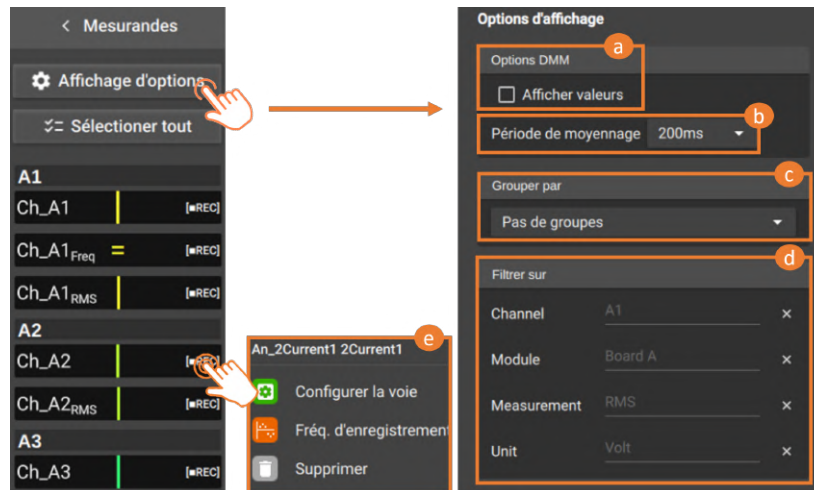 < Mesurandes
Affichage d'options
Sélectioner tout
A1
Ch_A1 [■REC]
Ch_A1Freq = [■REC]
Ch_A1RMS [■REC]
A2
Ch_A2
Ch_A2RMS [■REC]
A3
Ch_A3 [■REC]
e
An_2Current1 2Current1
Configurer la voie
Fréq. d'enregistrement
Supprimer
Options d'affichage
a
Options DMM
Afficher valeurs
b
Période de moyennage 200ms
c
Grouper par
Pas de groupes
d
Filtrer sur
Channel A1 ×
Module Board A ×
Measurement RMS ×
Unit Volt ×